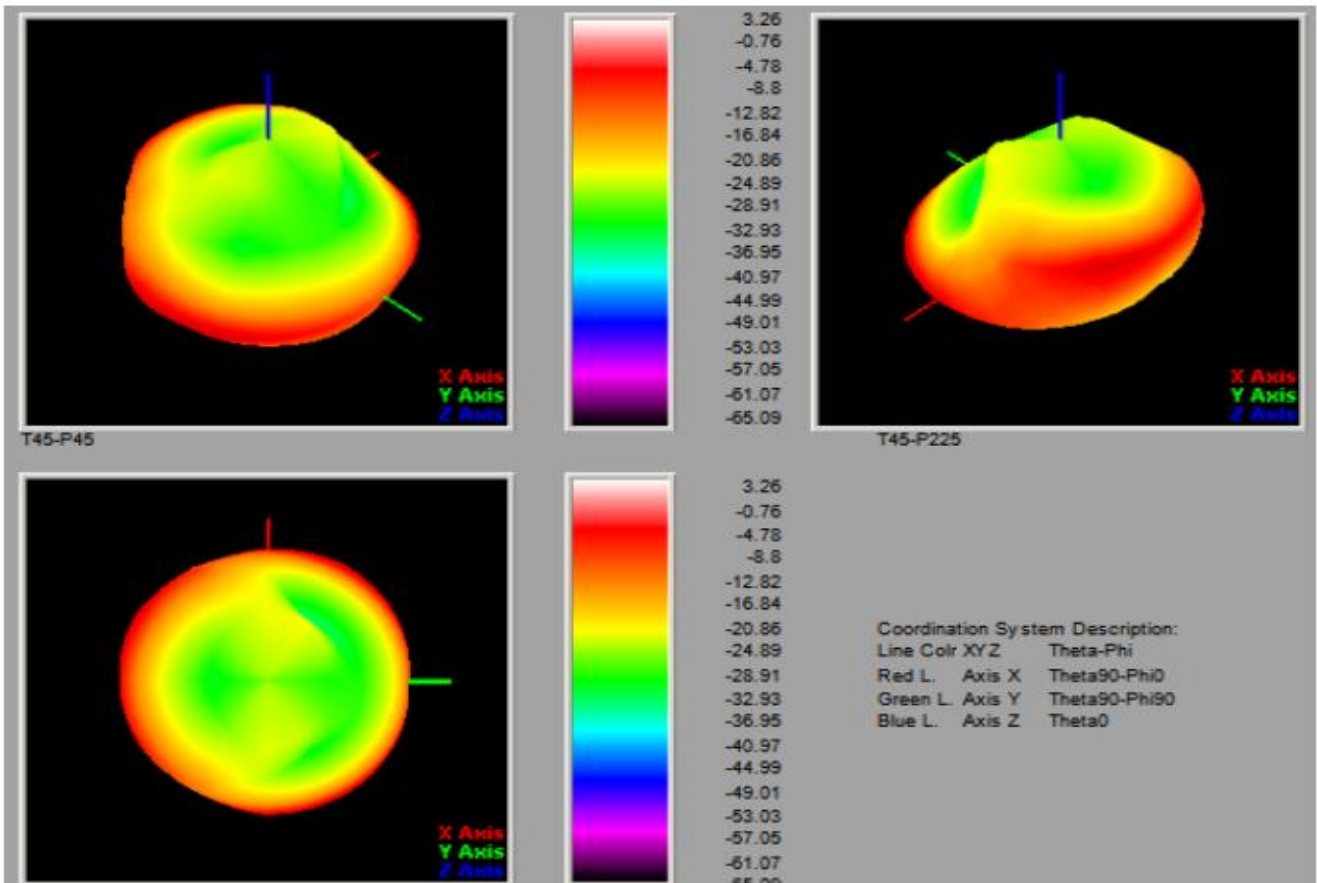 3.26
-0.76
-4.78
-8.8
-12.82
-16.84
-20.86
-24.89
-28.91
-32.93
-36.95
-40.97
-44.99
-49.01
-53.03
-57.05
-61.07
-65.09
X Axis
Y Axis
Z Axis
T45-P45
X Axis
Y Axis
Z Axis
T45-P225
3.26
-0.76
-4.78
-8.8
-12.82
-16.84
-20.86
-24.89
-28.91
-32.93
-36.95
-40.97
-44.99
-49.01
-53.03
-57.05
-61.07
X Axis
Y Axis
Z Axis
Coordination System Description:
Line Colr XYZ Theta-Phi
Red L. Axis X Theta90-Phi0
Green L. Axis Y Theta90-Phi90
Blue L. Axis Z Theta0